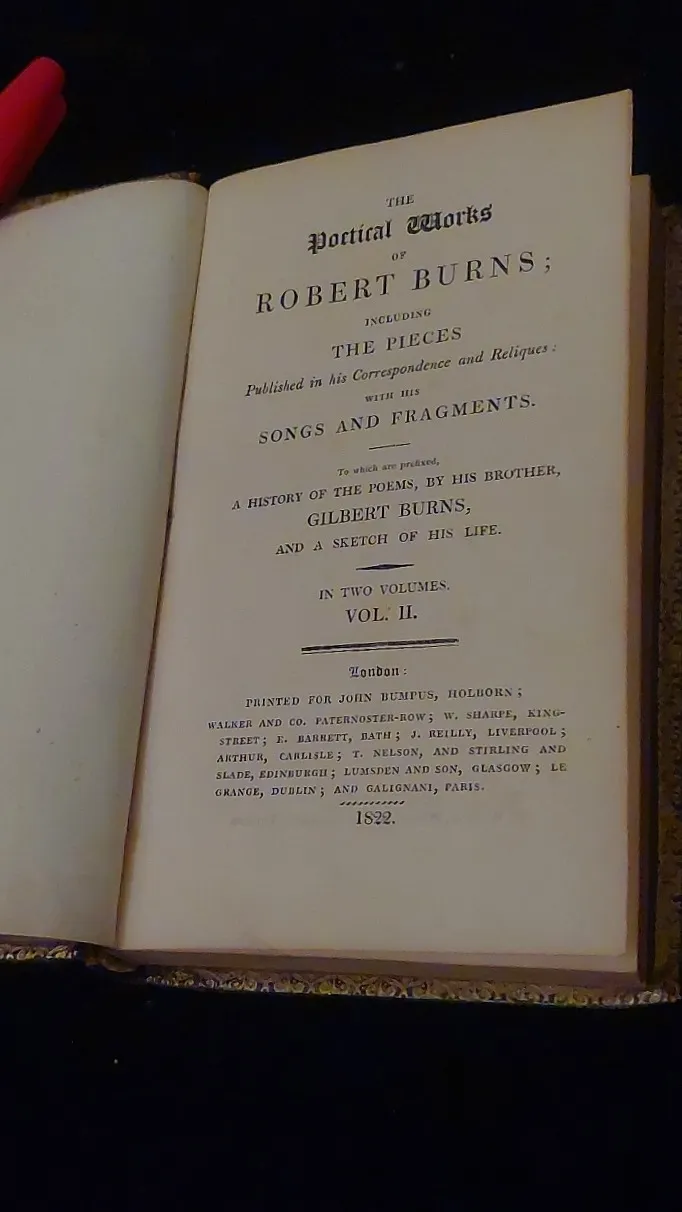 THE
Poetical Works
OF
ROBERT BURNS;
INCLUDING
THE PIECES
Published in his Correspondence and Reliques:
WITH HIS
SONGS AND FRAGMENTS.
To which are prefixed,
A HISTORY OF THE POEMS, BY HIS BROTHER,
GILBERT BURNS,
AND A SKETCH OF HIS LIFE.
IN TWO VOLUMES.
VOL. II.
London:
PRINTED FOR JOHN BUMPUS, HOLBORN;
WALKER AND CO. PATERNOSTER-ROW; W. SHARPE, KING-
STREET; E. BARRETT, BATH; J. REILLY, LIVERPOOL;
ARTHUR, CARLISLE; T. NELSON, AND STIRLING AND
SLADE, EDINBURGH; LUMSDEN AND SON, GLASGOW; LE
GRANGE, DUBLIN; AND GALIGNANI, PARIS.
1822.